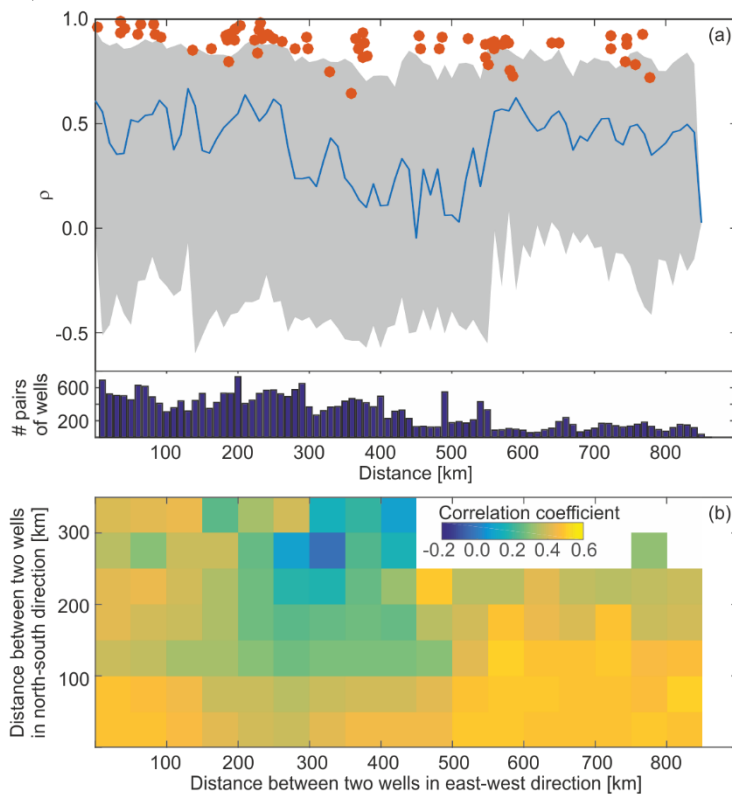 (a)
1.0
0.5
0.0
-0.5
ρ
600
200
# pairs
of wells
100 200 300 400 500 600 700 800
Distance [km]
(b)
Correlation coefficient
-0.2 0.0 0.2 0.4 0.6
300
200
100
Distance between two wells
in north-south direction [km]
100 200 300 400 500 600 700 800
Distance between two wells in east-west direction [km]